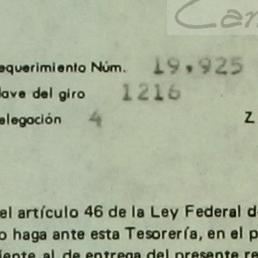 equerimiento Núm. 19,925
lave del giro 1216
elegación 4 Z
el artículo 46 de la Ley Federal d
o haga ante esta Tesorería, en el p
iente al de entrega del presente re